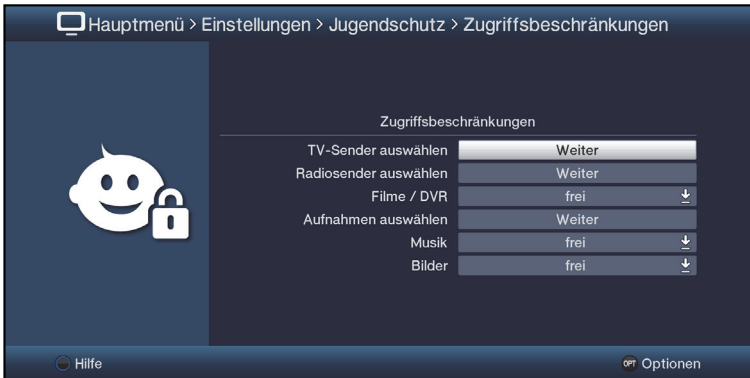 Hauptmenü > Einstellungen > Jugendschutz > Zugriffsbeschränkungen
Zugriffsbeschränkungen
TV-Sender auswählen Weiter
Radiosender auswählen Weiter
Filme / DVR frei
Aufnahmen auswählen Weiter
Musik frei
Bilder frei
Hilfe OPT Optionen